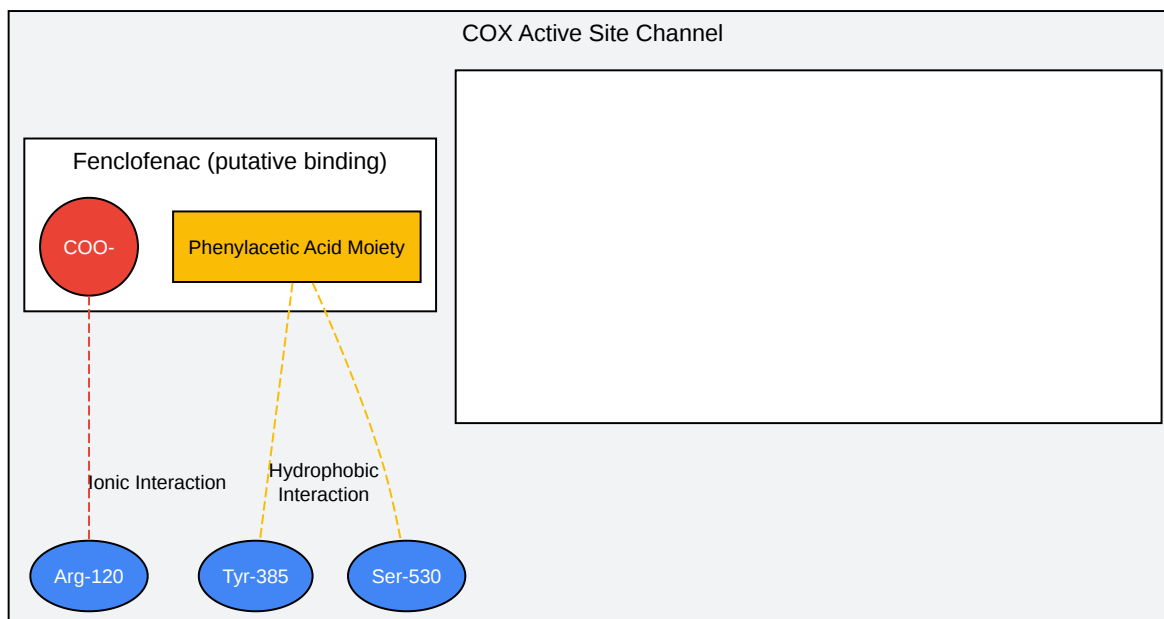 COX Active Site Channel
Fenclofenac (putative binding)
COO-
Phenylacetic Acid Moiety
Ionic Interaction
Hydrophobic
Interaction
Arg-120
Tyr-385
Ser-530